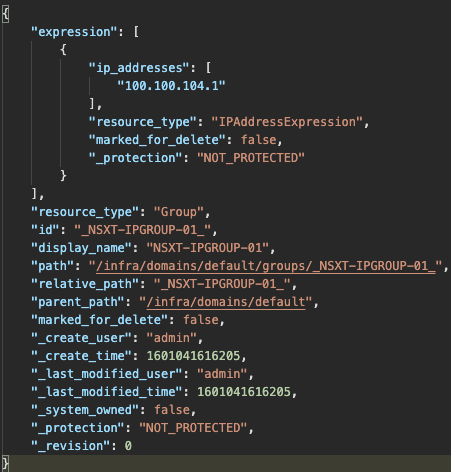 {
    "expression": [
        {
            "ip_addresses": [
                "100.100.104.1"
            ],
            "resource_type": "IPAddressExpression",
            "marked_for_delete": false,
            "_protection": "NOT_PROTECTED"
        }
    ],
    "resource_type": "Group",
    "id": "_NSXT-IPGROUP-01_",
    "display_name": "NSXT-IPGROUP-01",
    "path": "/infra/domains/default/groups/_NSXT-IPGROUP-01_",
    "relative_path": "_NSXT-IPGROUP-01_",
    "parent_path": "/infra/domains/default",
    "marked_for_delete": false,
    "_create_user": "admin",
    "_create_time": 1601041616205,
    "_last_modified_user": "admin",
    "_last_modified_time": 1601041616205,
    "_system_owned": false,
    "_protection": "NOT_PROTECTED",
    "_revision": 0
}